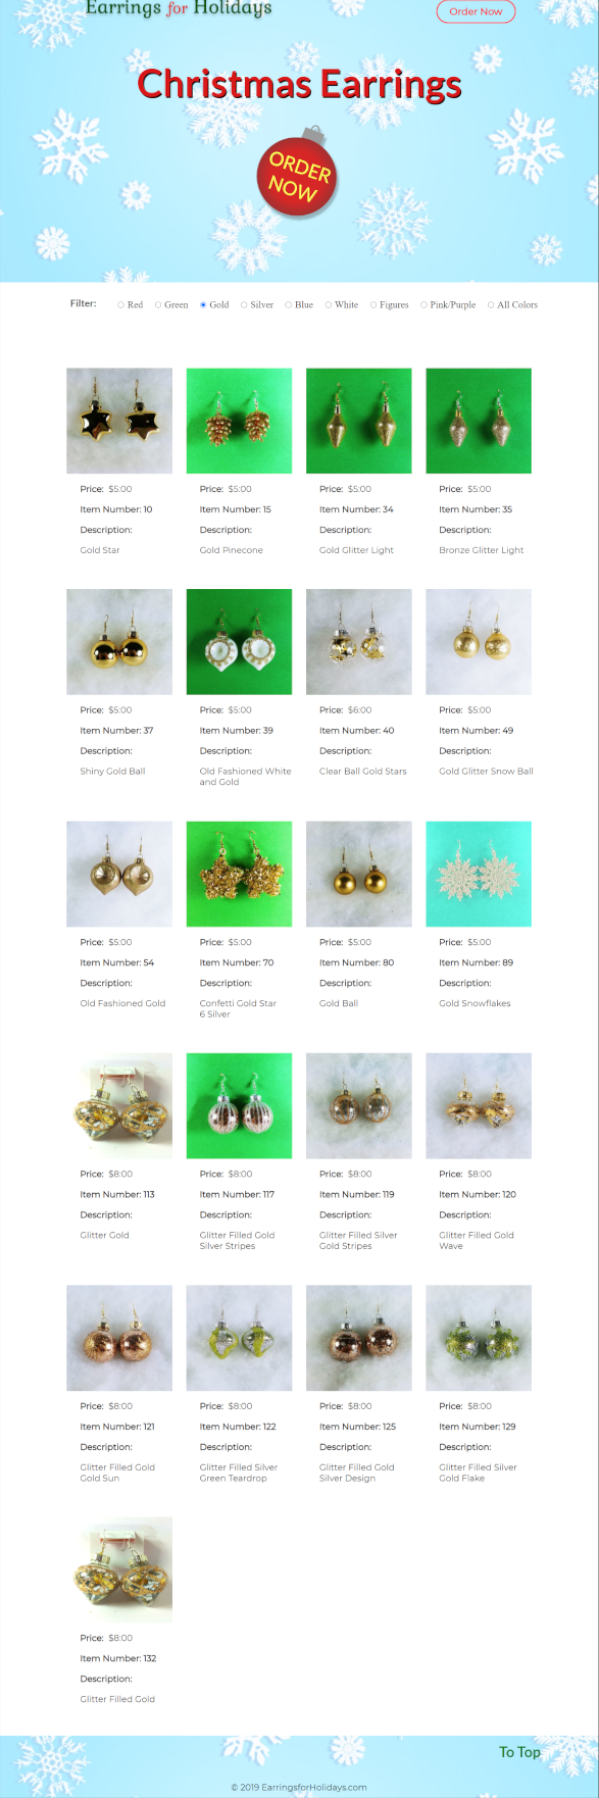 Earrings for Holidays
Order Now
Christmas Earrings
ORDER
NOW
Filter: Red Green Gold Silver Blue White Figures Pink/Purple All Colors
Price: $5:00 Price: $5:00 Price: $5:00 Price: $5:00
Item Number: 10 Item Number: 15 Item Number: 34 Item Number: 35
Description: Description: Description: Description:
Gold Star Gold Pinecone Gold Glitter Light Bronze Glitter Light
Price: $5:00 Price: $5:00 Price: $6:00 Price: $5:00
Item Number: 37 Item Number: 39 Item Number: 40 Item Number: 49
Description: Description: Description: Description:
Shiny Gold Ball Old Fashioned White Clear Ball Gold Stars Gold Glitter Snow Ball
and Gold
Price: $5:00 Price: $5:00 Price: $5:00 Price: $5:00
Item Number: 54 Item Number: 70 Item Number: 80 Item Number: 89
Description: Description: Description: Description:
Old Fashioned Gold Confetti Gold Star Gold Ball Gold Snowflakes
6 Silver
Price: $8:00 Price: $8:00 Price: $8:00 Price: $8:00
Item Number: 113 Item Number: 117 Item Number: 119 Item Number: 120
Description: Description: Description: Description:
Glitter Gold Glitter Filled Gold Glitter Filled Silver Glitter Filled Gold
Silver Stripes Gold Stripes Wave
Price: $8:00 Price: $8:00 Price: $8:00 Price: $8:00
Item Number: 121 Item Number: 122 Item Number: 125 Item Number: 129
Description: Description: Description: Description:
Glitter Filled Gold Glitter Filled Silver Glitter Filled Gold Glitter Filled Silver
Gold Sun Green Teardrop Silver Design Gold Flake
Price: $8:00
Item Number: 132
Description:
Glitter Filled Gold
To Top
© 2019 EarringsforHolidays.com